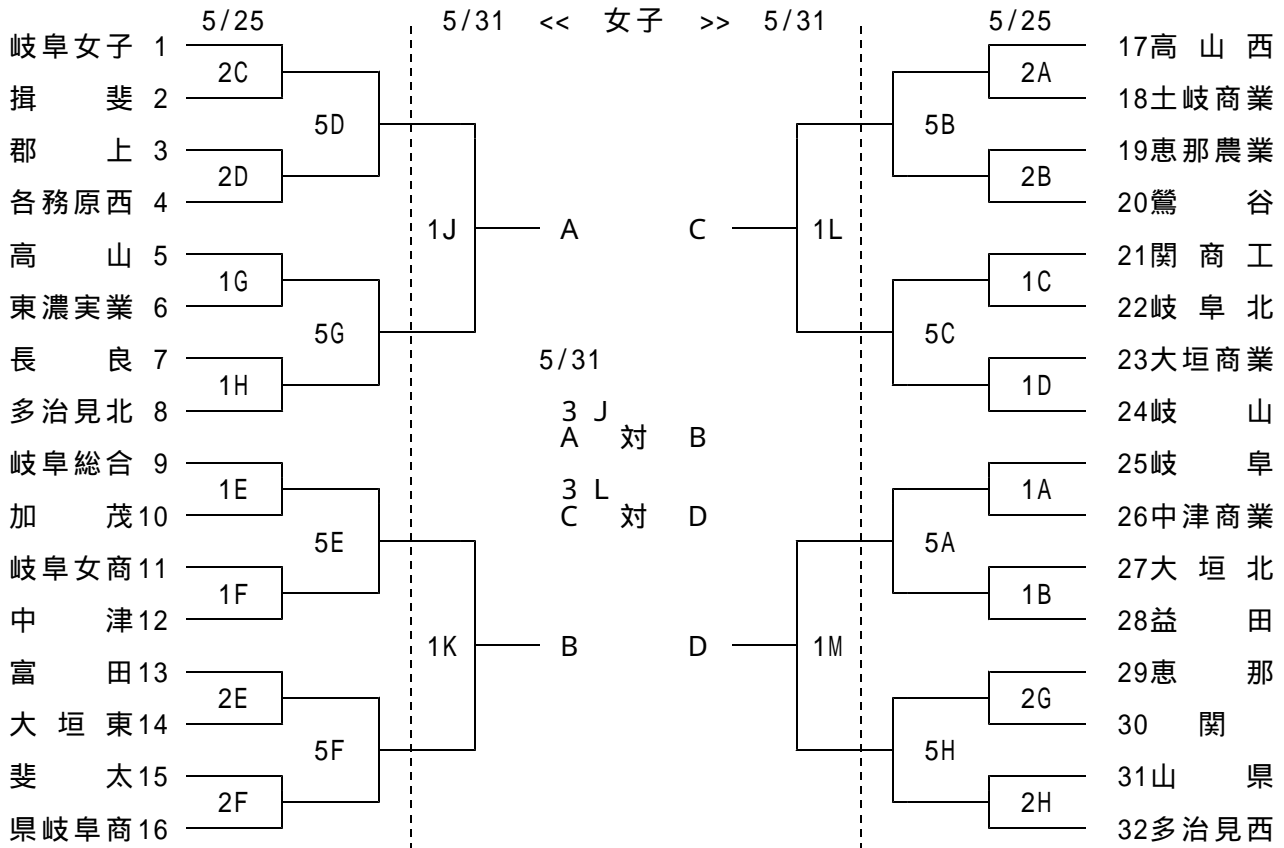 5/25 5/31 << 女子 >> 5/31 5/25
岐阜女子 1 17高山西
2C 2A
揖斐 2 18土岐商業
5D 5B
郡上 3 19恵那農業
2D 2B
各務原西 4 20鶯谷
1J A C 1L
高山 5 21関商工
1G 1C
東濃実業 6 22岐阜北
5G 5C
長良 7 5/31 23大垣商業
1H 1D
多治見北 8 3 J 24岐山
A 対 B
岐阜総合 9 25岐阜
1E 3 L 1A
加茂10 C 対 D 26中津商業
5E 5A
岐阜女商11 27大垣北
1F 1B
中津12 28益田
1K B D 1M
富田13 29恵那
2E 2G
大垣東14 30 関
5F 5H
斐太15 31山県
2F 2H
県岐阜商16 32多治見西